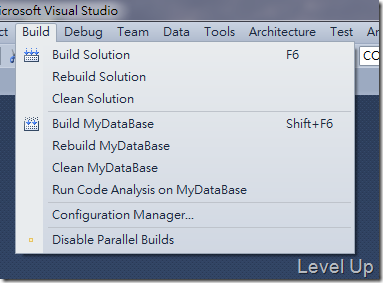 icrosoft Visual Studio
ct Build Debug Team Data Tools Architecture Test An
Build Solution F6
CO
Rebuild Solution
Clean Solution
Build MyDataBase Shift+F6
Rebuild MyDataBase
Clean MyDataBase
Run Code Analysis on MyDataBase
Configuration Manager...
Disable Parallel Builds
Level Up